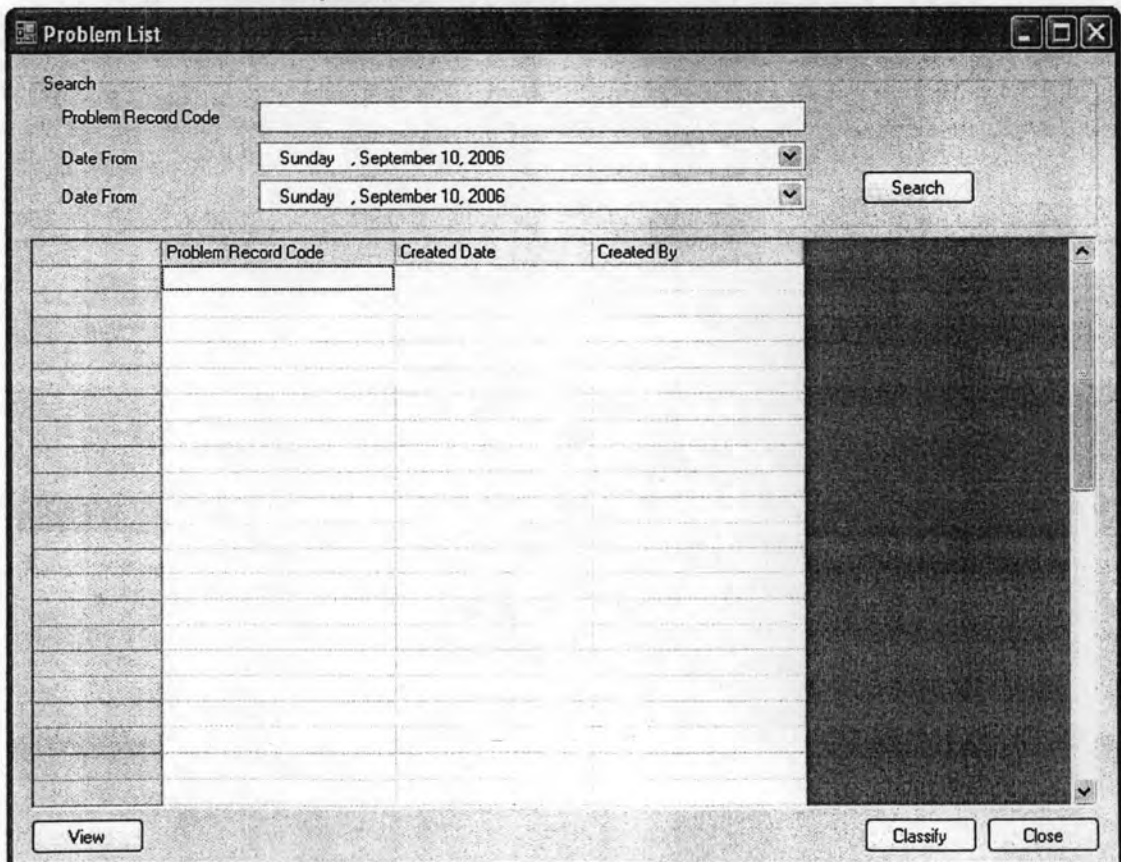 Problem List
Search
Problem Record Code
Date From Sunday , September 10, 2006
Date From Sunday , September 10, 2006
Search
Problem Record Code Created Date Created By
View Classify Close